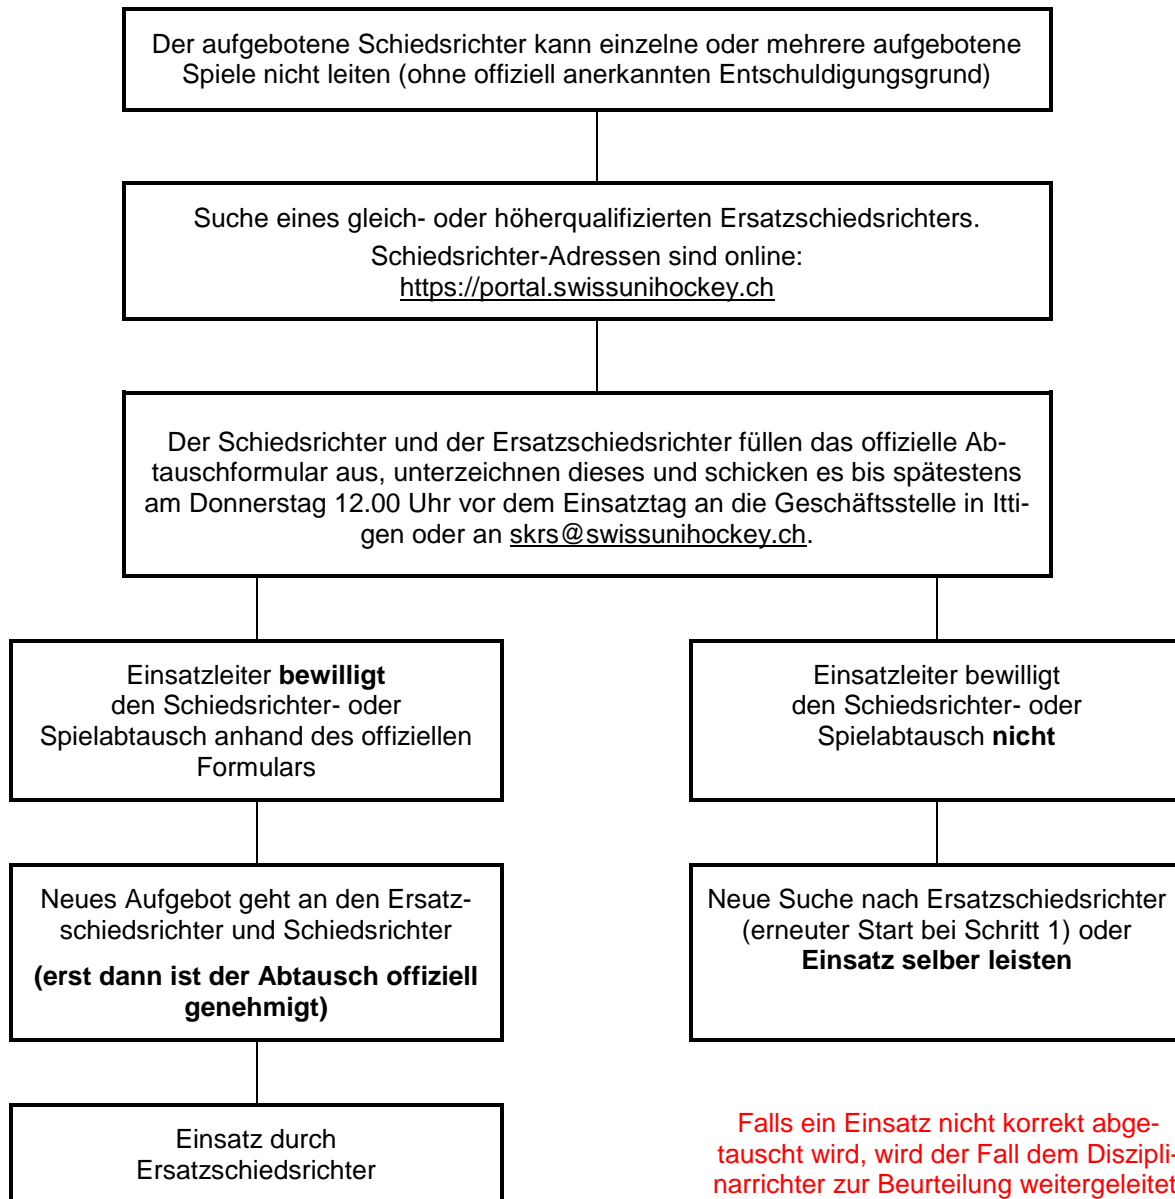 Der aufgebotene Schiedsrichter kann einzelne oder mehrere aufgebotene
Spiele nicht leiten (ohne offiziell anerkannten Entschuldigungsgrund)
Suche eines gleich- oder höherqualifizierten Ersatzschiedsrichters.
Schiedsrichter-Adressen sind online:
https://portal.swissunihockey.ch
Der Schiedsrichter und der Ersatzschiedsrichter füllen das offizielle Ab-
tauschformular aus, unterzeichnen dieses und schicken es bis spätestens
am Donnerstag 12.00 Uhr vor dem Einsatztag an die Geschäftsstelle in Itti-
gen oder an skrs@swissunihockey.ch.
Einsatzleiter bewilligt
den Schiedsrichter- oder
Spielabtausch anhand des offiziellen
Formulars
Einsatzleiter bewilligt
den Schiedsrichter- oder
Spielabtausch nicht
Neues Aufgebot geht an den Ersatz-
schiedsrichter und Schiedsrichter
(erst dann ist der Abtausch offiziell
genehmigt)
Neue Suche nach Ersatzschiedsrichter
(erneuter Start bei Schritt 1) oder
Einsatz selber leisten
Einsatz durch
Ersatzschiedsrichter
Falls ein Einsatz nicht korrekt abge-
tauscht wird, wird der Fall dem Diszipli-
narrichter zur Beurteilung weitergeleitet